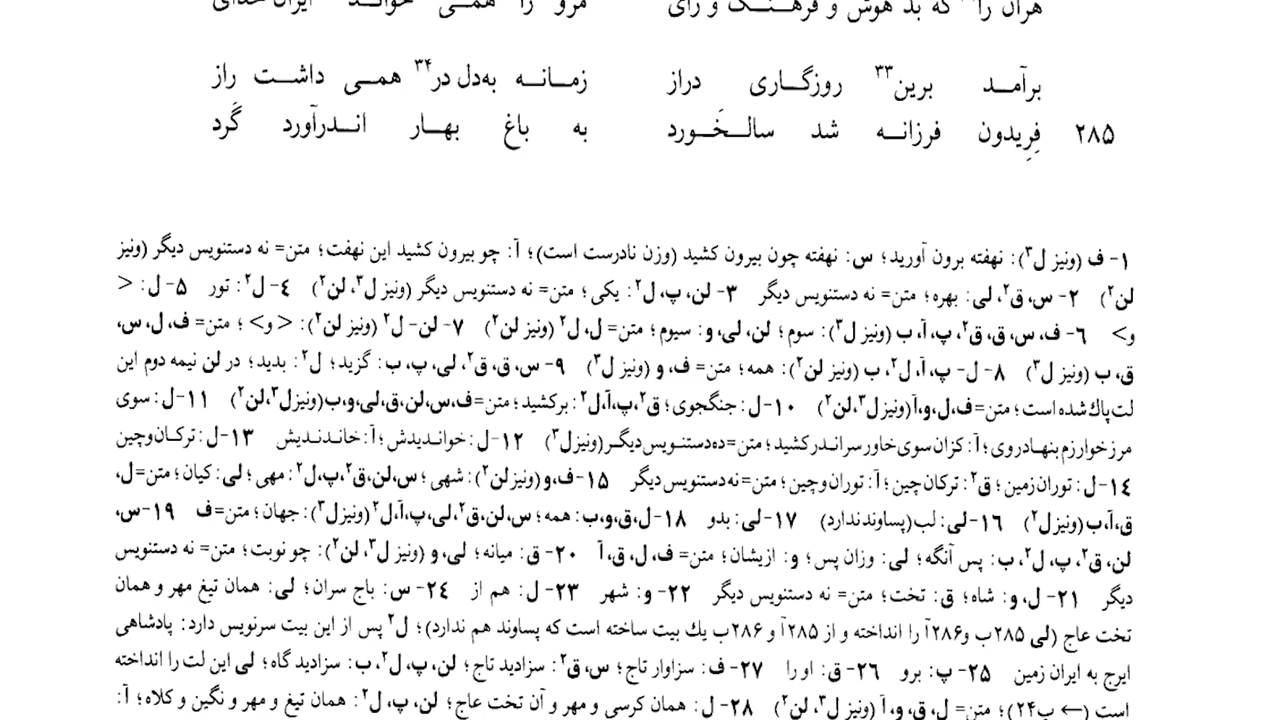 هران را که بد هوش و فرهنگ و رای مرو را همی خواند ایران خدای
برآمد برین۳۳ روزگاری دراز زمانه به‌دل در۳۴ همی داشت راز
۲۸۵ فِرِیدون فرزانه شد سالخَورد به باغ بهار اندرآورد گَرد
۱- ف (ونیز ل۳): نهفته برون آورید؛ س: نهفته چون بیرون کشید (وزن نادرست است)؛ آ: چو بیرون کشید این نهفت؛ متن= نه دستنویس دیگر (ونیز
لن۲) ۲- س، ق۲، لی: بهره؛ متن= نه دستنویس دیگر ۳- لن، پ، ل۲: یکی؛ متن= نه دستنویس دیگر (ونیز ل۳، لن۲) ۴- ل۲: تور ۵- ل: <
و> ۶- ف، س، ق، ق۲، پ، آ، ب (ونیز ل۳): سوم؛ لن، لی، و: سیوم؛ متن= ل، ل۲ (ونیز لن۲) ۷- لن- ل۲ (ونیز لن۲): < و> ؛ متن= ف، ل، س،
ق، ب (ونیز ل۳) ۸- ل- پ، آ، ل۲، ب (ونیز لن۲): همه؛ متن= ف، و (ونیز ل۳) ۹- س، ق، ق۲، لی، پ، ب: گزید؛ ل۲: بدید؛ در لن نیمه دوم این
لت پاك شده است؛ متن= ف، ل، و، آ (ونیز ل۳، لن۲) ۱۰- ل: جنگجوی؛ ق۲، پ، آ، ل۲: برکشید؛ متن= ف، س، لن، ق، لی، و، ب (ونیز ل۳، لن۲) ۱۱- ل: سوی
مرز خوارزم بنهاد روی؛ آ: کزان سوی خاور سر اندر کشید؛ متن= ده دستنویس دیگر (ونیز ل۳) ۱۲- ل: خواندیدش؛ آ: خاندندیش ۱۳- ل: ترکان و چین
۱۴- ل: توران زمین؛ ق۲: ترکان چین؛ آ: توران و چین؛ متن= نه دستنویس دیگر ۱۵- ف، و (ونیز لن۲): شهی؛ س، لن، ق۲، پ، ل۲: مهی؛ لی: کیان؛ متن= ل،
ق، آ، ب (ونیز ل۲) ۱۶- لی: لب (پساوند ندارد) ۱۷- لی: بدو ۱۸- ل، ق، و، ب: همه؛ س، لن، ق۲، لی، پ، آ، ل۲ (ونیز ل۳): جهان؛ متن= ف ۱۹- س،
لن، ق۲، پ، ل۲، ب: پس آنگه؛ لی: وزان پس؛ و: ازیشان؛ متن= ف، ل، ق، آ ۲۰- ق: میانه؛ لی، و (ونیز ل۳، لن۲): چو نوبت؛ متن= نه دستنویس
دیگر ۲۱- ل، و: شاه؛ ق: تخت؛ متن= نه دستنویس دیگر ۲۲- و: شهر ۲۳- ل: هم از ۲۴- س: باج سران؛ لی: همان تیغ مهر و همان
تخت عاج (لی ۲۸۵ب و۲۸۶آ را انداخته و از ۲۸۵آ و ۲۸۶ب یك بیت ساخته است که پساوند هم ندارد)؛ ل۲ پس از این بیت سرنویس دارد: پادشاهی
ایرج به ایران زمین ۲۵- پ: برو ۲۶- ق: او را ۲۷- ف: سزاوار تاج؛ س، ق۲: سزادید تاج؛ لن، پ، ل۲، ب: سزادید گاه؛ لی این لت را انداخته
است (← ب۲۴)؛ متن= ل، ق، و، آ (ونیز ل۳، لن۲) ۲۸- ل: همان کرسی و مهر و آن تخت عاج؛ لن، پ، ل۲: همان تیغ و مهر و نگین و کلاه؛ آ: